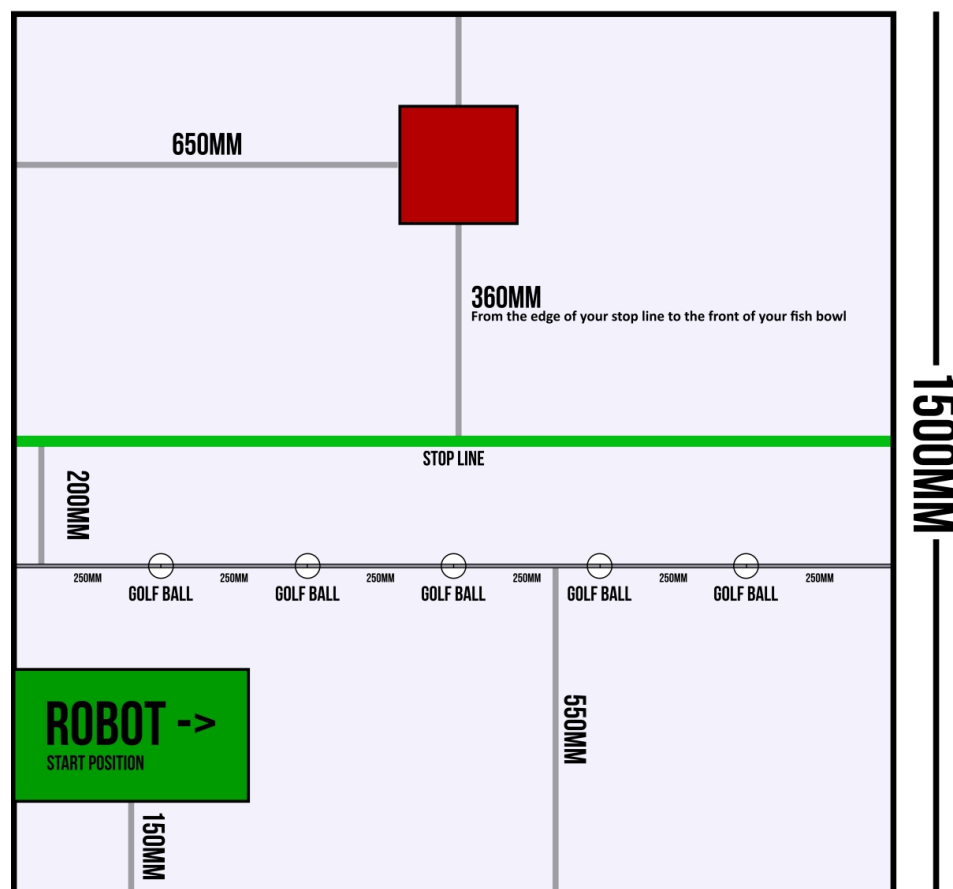 650MM
360MM
From the edge of your stop line to the front of your fish bowl
1500MM
STOP LINE
200MM
250MM 250MM 250MM 250MM 250MM 250MM
GOLF BALL GOLF BALL GOLF BALL GOLF BALL GOLF BALL
ROBOT ->
START POSITION
550MM
150MM